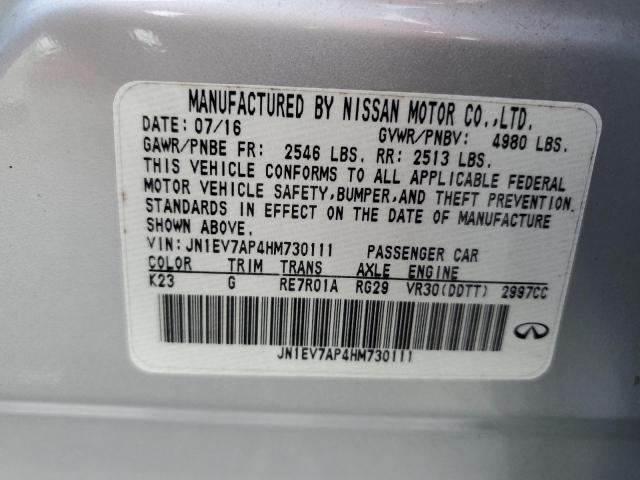 MANUFACTURED BY NISSAN MOTOR CO.,LTD.
DATE: 07/16 GVWR/PNBV: 4980 LBS.
GAWR/PNBE FR: 2546 LBS. RR: 2513 LBS.
THIS VEHICLE CONFORMS TO ALL APPLICABLE FEDERAL
MOTOR VEHICLE SAFETY,BUMPER,AND THEFT PREVENTION
STANDARDS IN EFFECT ON THE DATE OF MANUFACTURE
SHOWN ABOVE.
VIN:JN1EV7AP4HM730111 PASSENGER CAR
COLOR TRIM TRANS AXLE ENGINE
K23 G RE7R01A RG29 VR30(DDTT) 2997CC
JN1EV7AP4HM730111